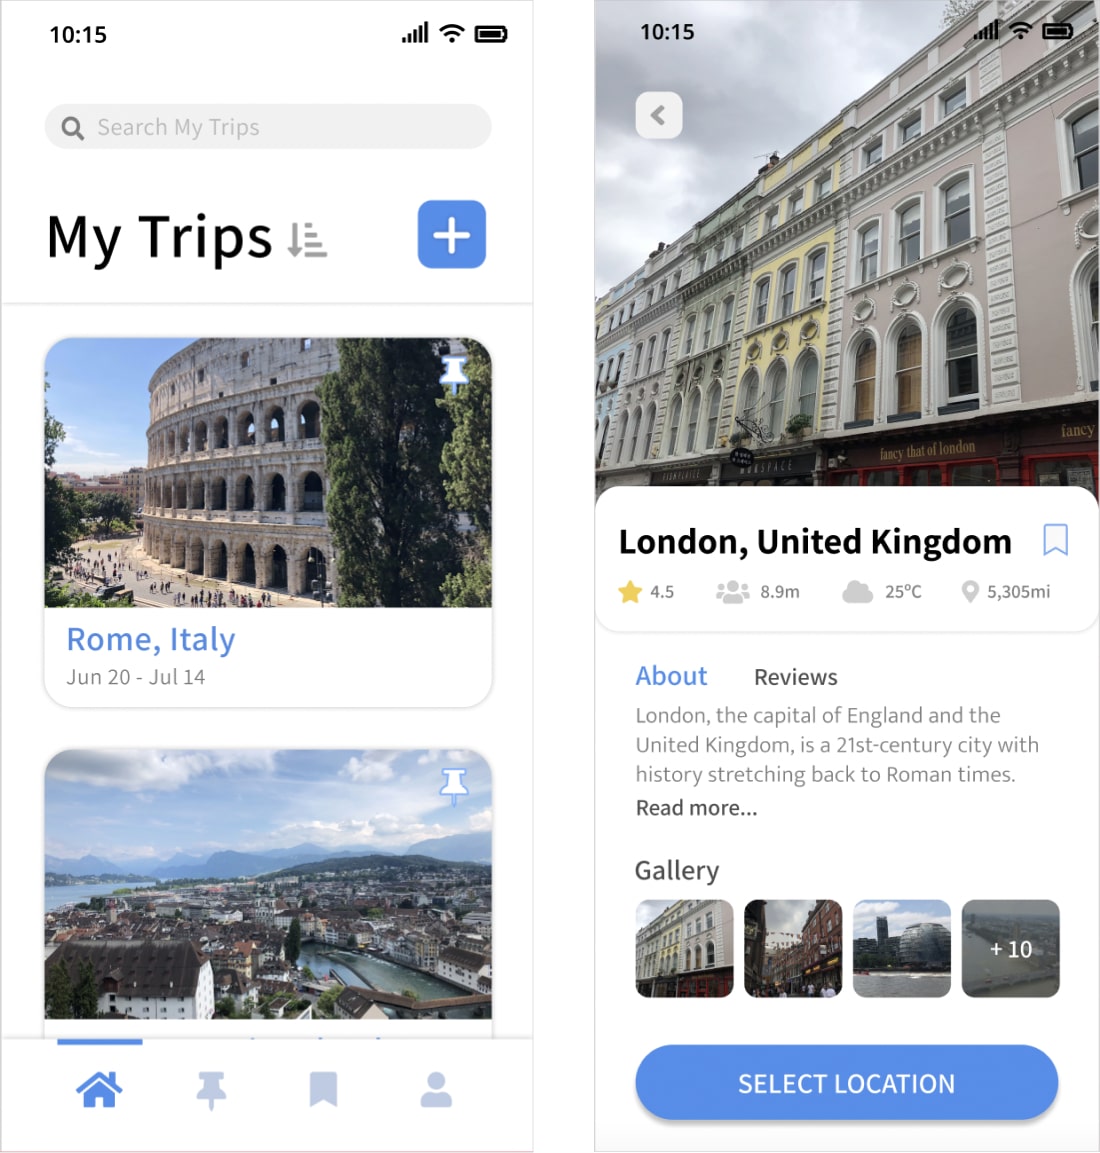 10:15
Search My Trips
My Trips
Rome, Italy
Jun 20 - Jul 14
10:15
fancy that of london
fancy
London, United Kingdom
4.5
8.9m
25°C
5,305mi
About
Reviews
London, the capital of England and the
United Kingdom, is a 21st-century city with
history stretching back to Roman times.
Read more...
Gallery
+ 10
SELECT LOCATION